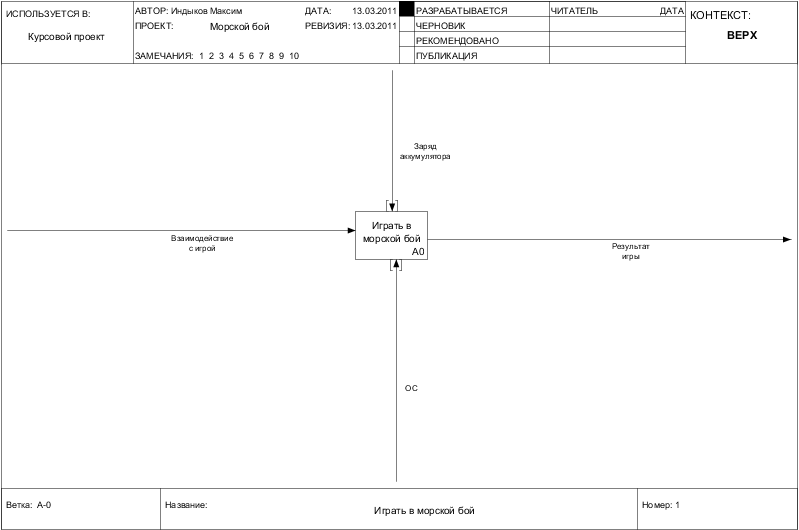 ИСПОЛЬЗУЕТСЯ В:
Курсовой проект
АВТОР: Индыков Максим
ДАТА: 13.03.2011
ПРОЕКТ: Морской бой
РЕВИЗИЯ: 13.03.2011
ЗАМЕЧАНИЯ: 1 2 3 4 5 6 7 8 9 10
РАЗРАБАТЫВАЕТСЯ
ЧЕРНОВИК
РЕКОМЕНДОВАНО
ПУБЛИКАЦИЯ
ЧИТАТЕЛЬ ДАТА
КОНТЕКСТ:
ВЕРХ
Заряд
аккумулятора
Взаимодействие
с игрой
Играть в
морской бой
A0
Результат
игры
ОС
Ветка: A-0
Название:
Играть в морской бой
Номер: 1